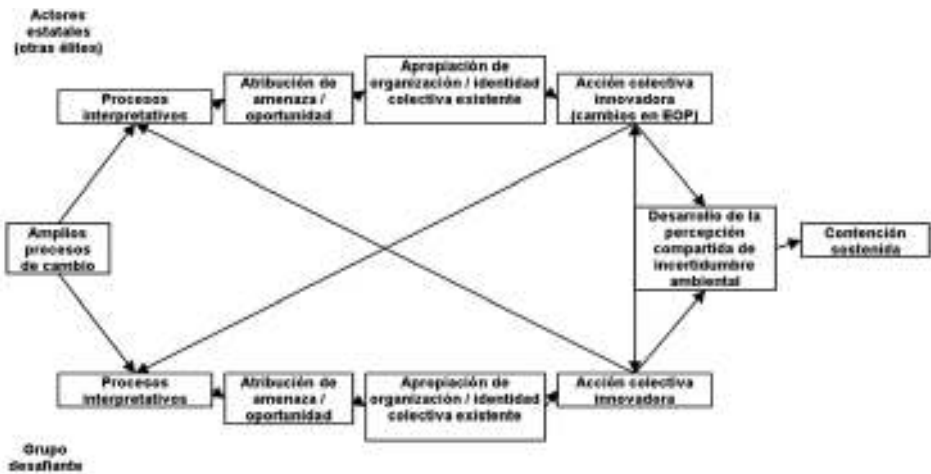 Actores
estatales
(otras élites)
Procesos
interpretativos
Atribución de
amenaza /
oportunidad
Apropiación de
organización / identidad
colectiva existente
Acción colectiva
innovadora
(cambios en EOP)
Amplios
procesos
de cambio
Desarrollo de la
percepción
compartida de
incertidumbre
ambiental
Contención
sostenida
Procesos
interpretativos
Atribución de
amenaza /
oportunidad
Apropiación de
organización / identidad
colectiva existente
Acción colectiva
innovadora
Grupo
desafiante